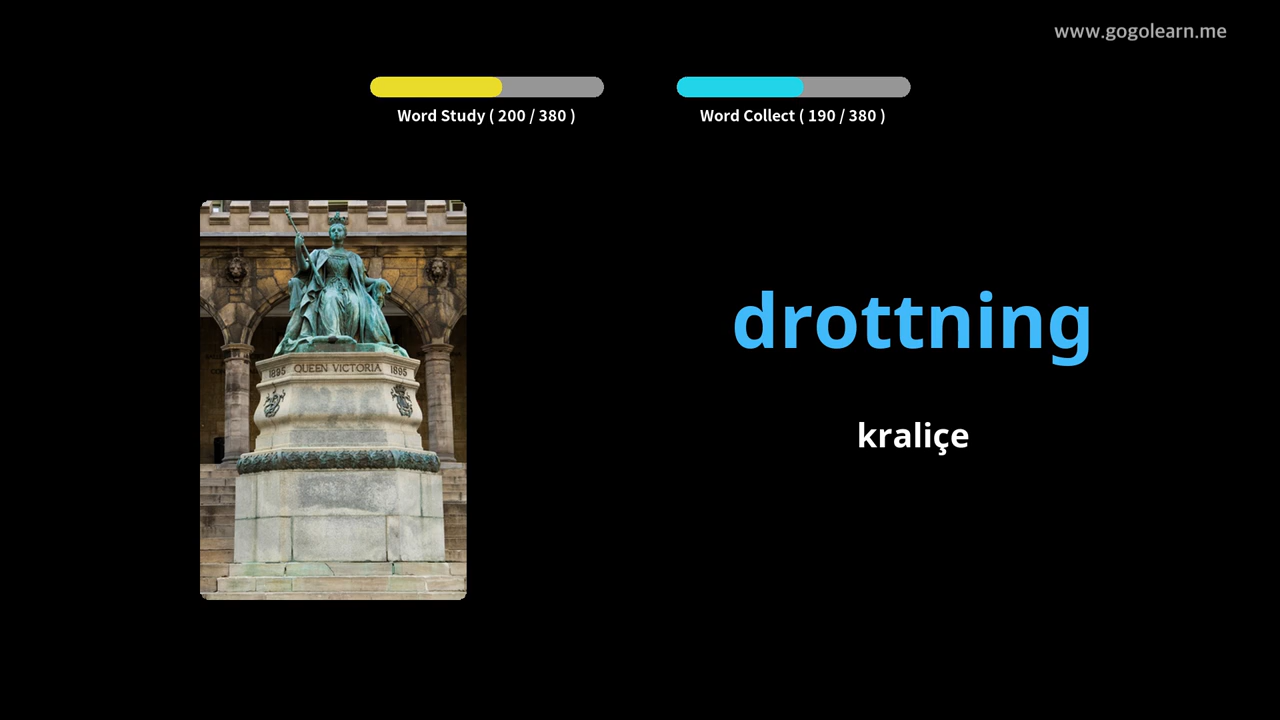 www.gogolearn.me
Word Study ( 200 / 380 )
Word Collect ( 190 / 380 )
1895 QUEEN VICTORIA 1895
drottning
kraliçe